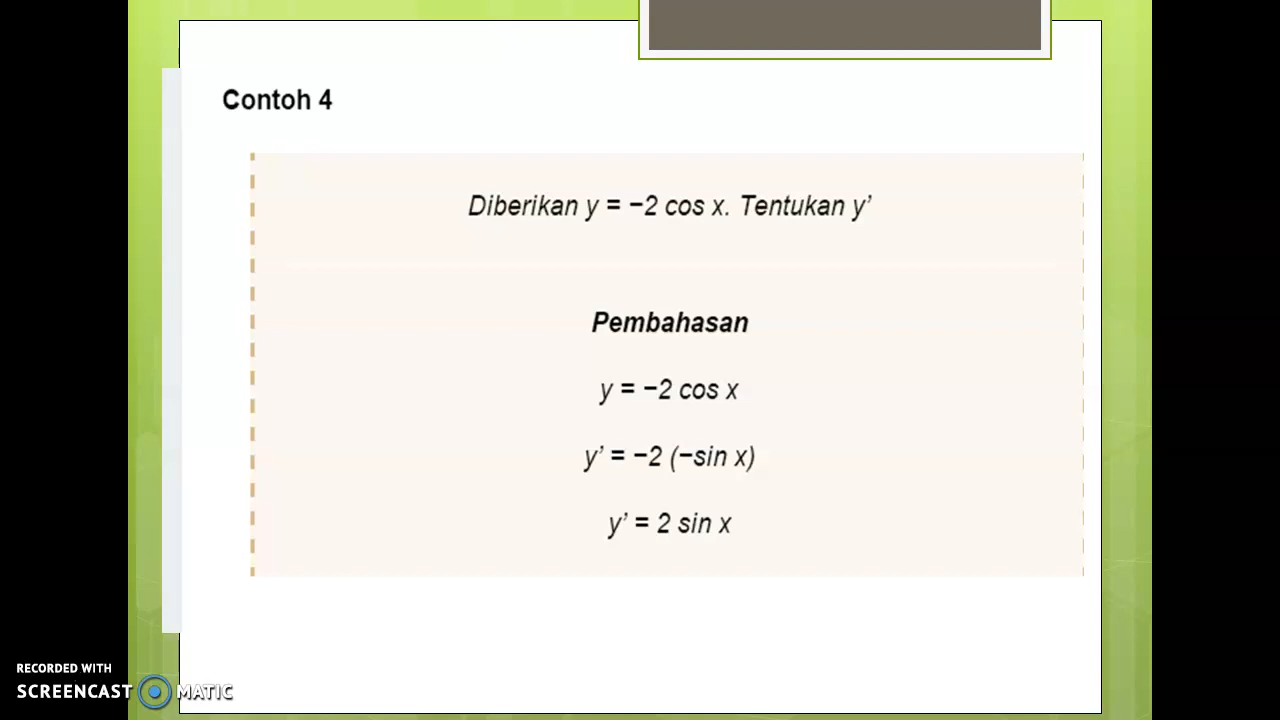 Contoh 4
Diberikan y = −2 cos x. Tentukan y’
Pembahasan
y = −2 cos x
y’ = −2 (−sin x)
y’ = 2 sin x
RECORDED WITH
SCREENCAST MATIC